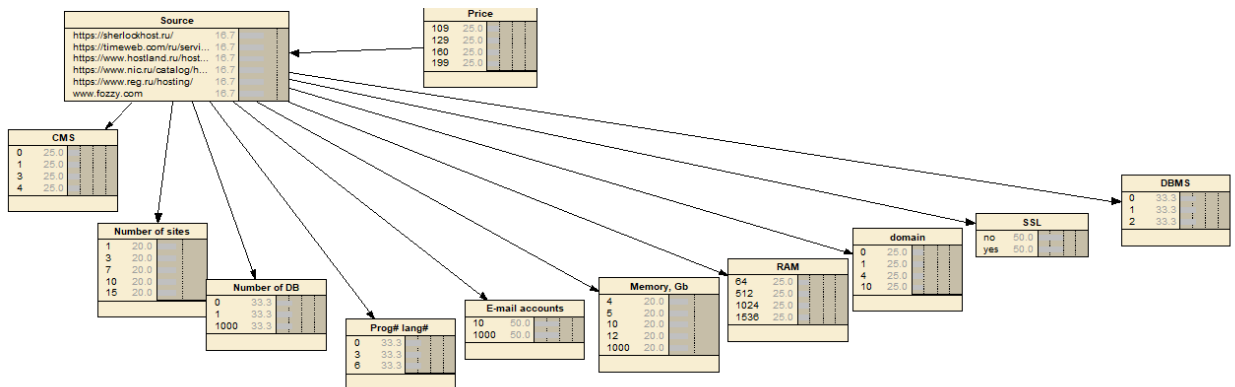 Source
https://sherlockhost.ru/ 16.7
https://timeweb.com/ru/servi... 16.7
https://www.hostland.ru/host... 16.7
https://www.nic.ru/catalog/h... 16.7
https://www.reg.ru/hosting/ 16.7
www.fozzy.com 16.7
Price
109 25.0
129 25.0
160 25.0
199 25.0
CMS
0 25.0
1 25.0
3 25.0
4 25.0
Number of sites
1 20.0
3 20.0
7 20.0
10 20.0
15 20.0
Number of DB
0 33.3
1 33.3
1000 33.3
Prog# lang#
0 33.3
3 33.3
6 33.3
E-mail accounts
10 50.0
1000 50.0
Memory, Gb
4 20.0
5 20.0
10 20.0
12 20.0
1000 20.0
RAM
64 25.0
512 25.0
1024 25.0
1536 25.0
domain
0 25.0
1 25.0
4 25.0
10 25.0
SSL
no 50.0
yes 50.0
DBMS
0 33.3
1 33.3
2 33.3